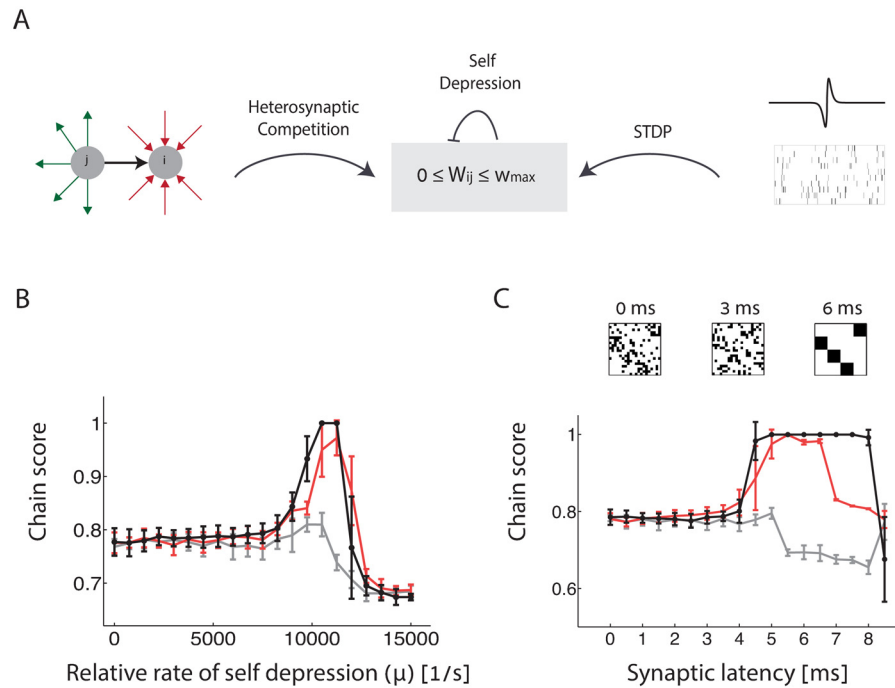 A
Self
Depression
Heterosynaptic
Competition
STDP
j
i
0 ≤ Wij ≤ wmax
B
C
0 ms
3 ms
6 ms
Chain score
1
0.9
0.8
0.7
0
5000
10000
15000
Relative rate of self depression (μ) [1/s]
Chain score
1
0.8
0.6
0
1
2
3
4
5
6
7
8
Synaptic latency [ms]